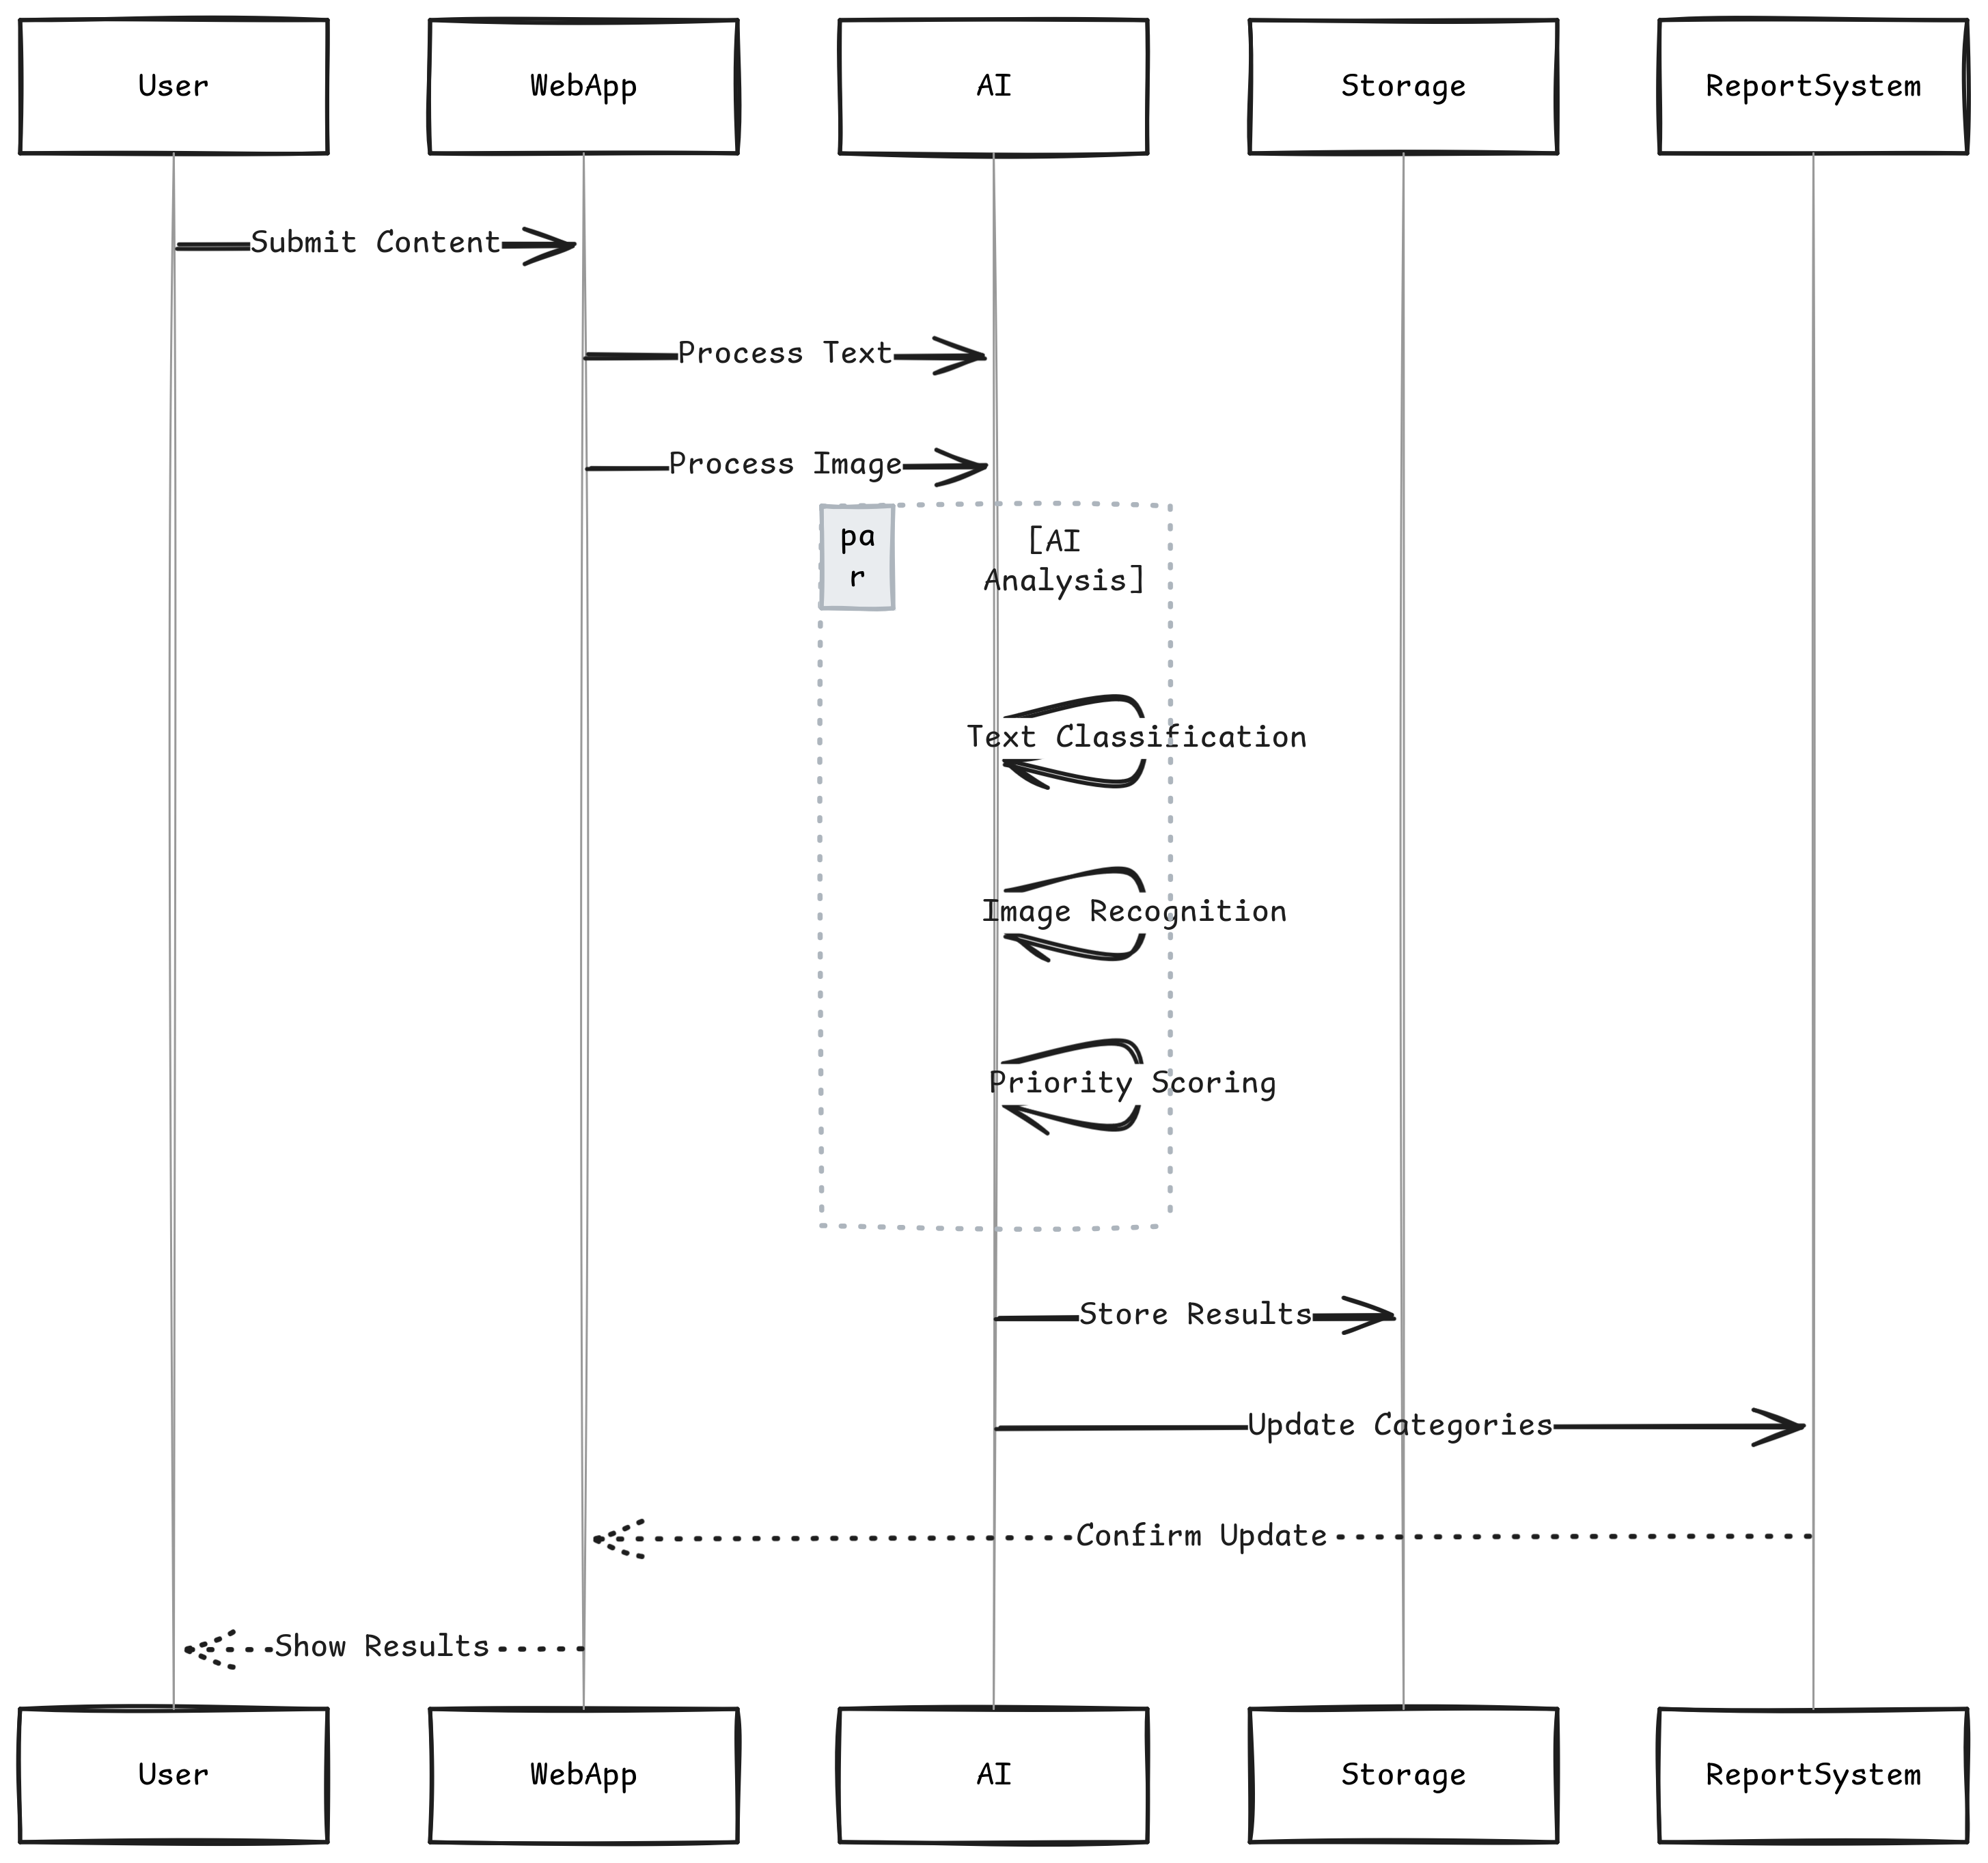 User
WebApp
AI
Storage
ReportSystem
Submit Content
Process Text
Process Image
pa
r
[AI
Analysis]
Text Classification
Image Recognition
Priority Scoring
Store Results
Update Categories
Confirm Update
Show Results
User
WebApp
AI
Storage
ReportSystem